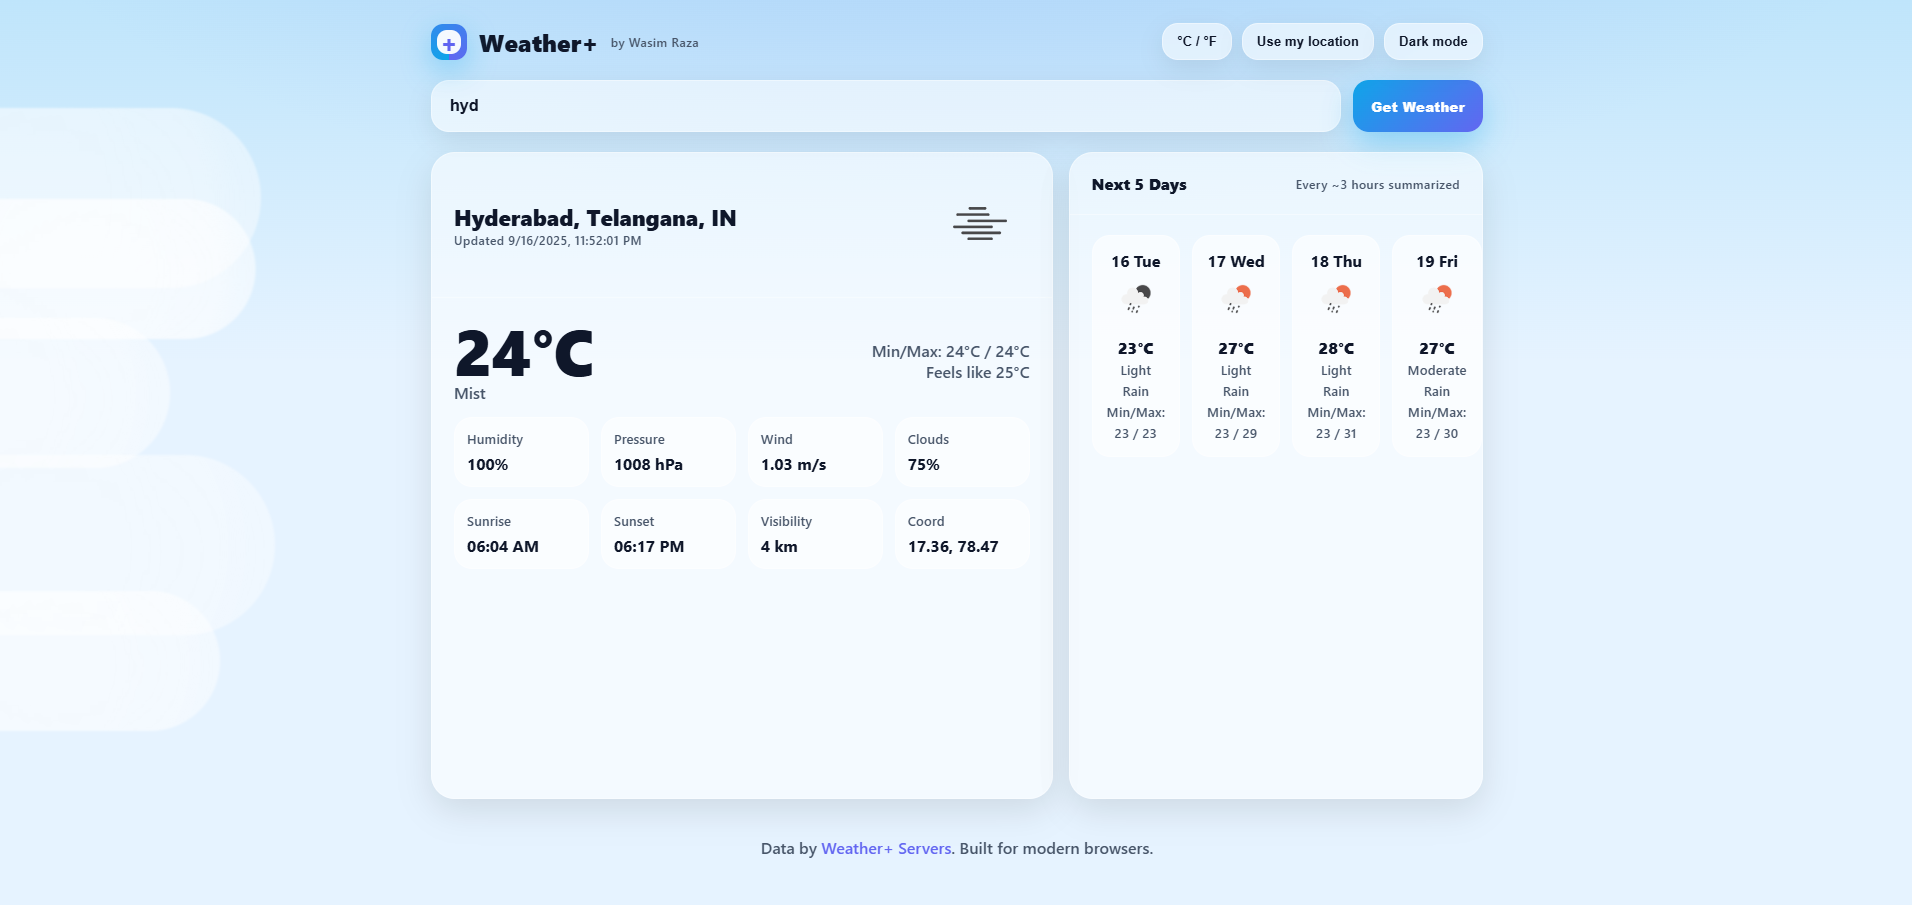 Weather+ by Wasim Raza
°C / °F
Use my location
Dark mode
hyd
Get Weather
Hyderabad, Telangana, IN
Updated 9/16/2025, 11:52:01 PM
24°C
Mist
Min/Max: 24°C / 24°C
Feels like 25°C
Humidity
100%
Pressure
1008 hPa
Wind
1.03 m/s
Clouds
75%
Sunrise
06:04 AM
Sunset
06:17 PM
Visibility
4 km
Coord
17.36, 78.47
Next 5 Days
Every ~3 hours summarized
16 Tue
23°C
Light
Rain
Min/Max:
23 / 23
17 Wed
27°C
Light
Rain
Min/Max:
23 / 29
18 Thu
28°C
Light
Rain
Min/Max:
23 / 31
19 Fri
27°C
Moderate
Rain
Min/Max:
23 / 30
Data by Weather+ Servers. Built for modern browsers.